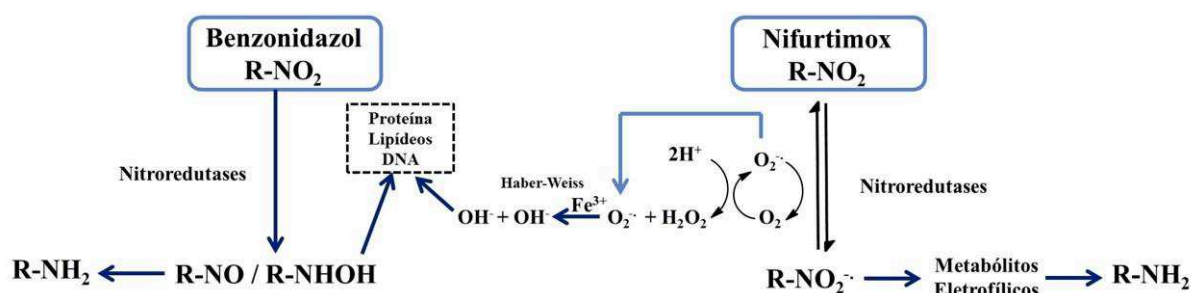 Benzonidazol
R-NO₂
Nifurtimox
R-NO₂
Proteína
Lipídeos
DNA
Nitroredutases
Haber-Weiss
Fe³⁺
OH⁻ + OH·
O₂⁻· + H₂O₂
2H⁺
O₂⁻·
O₂
Nitroredutases
R-NH₂
R-NO / R-NHOH
R-NO₂⁻·
Metabólitos
Eletrofílicos
R-NH₂